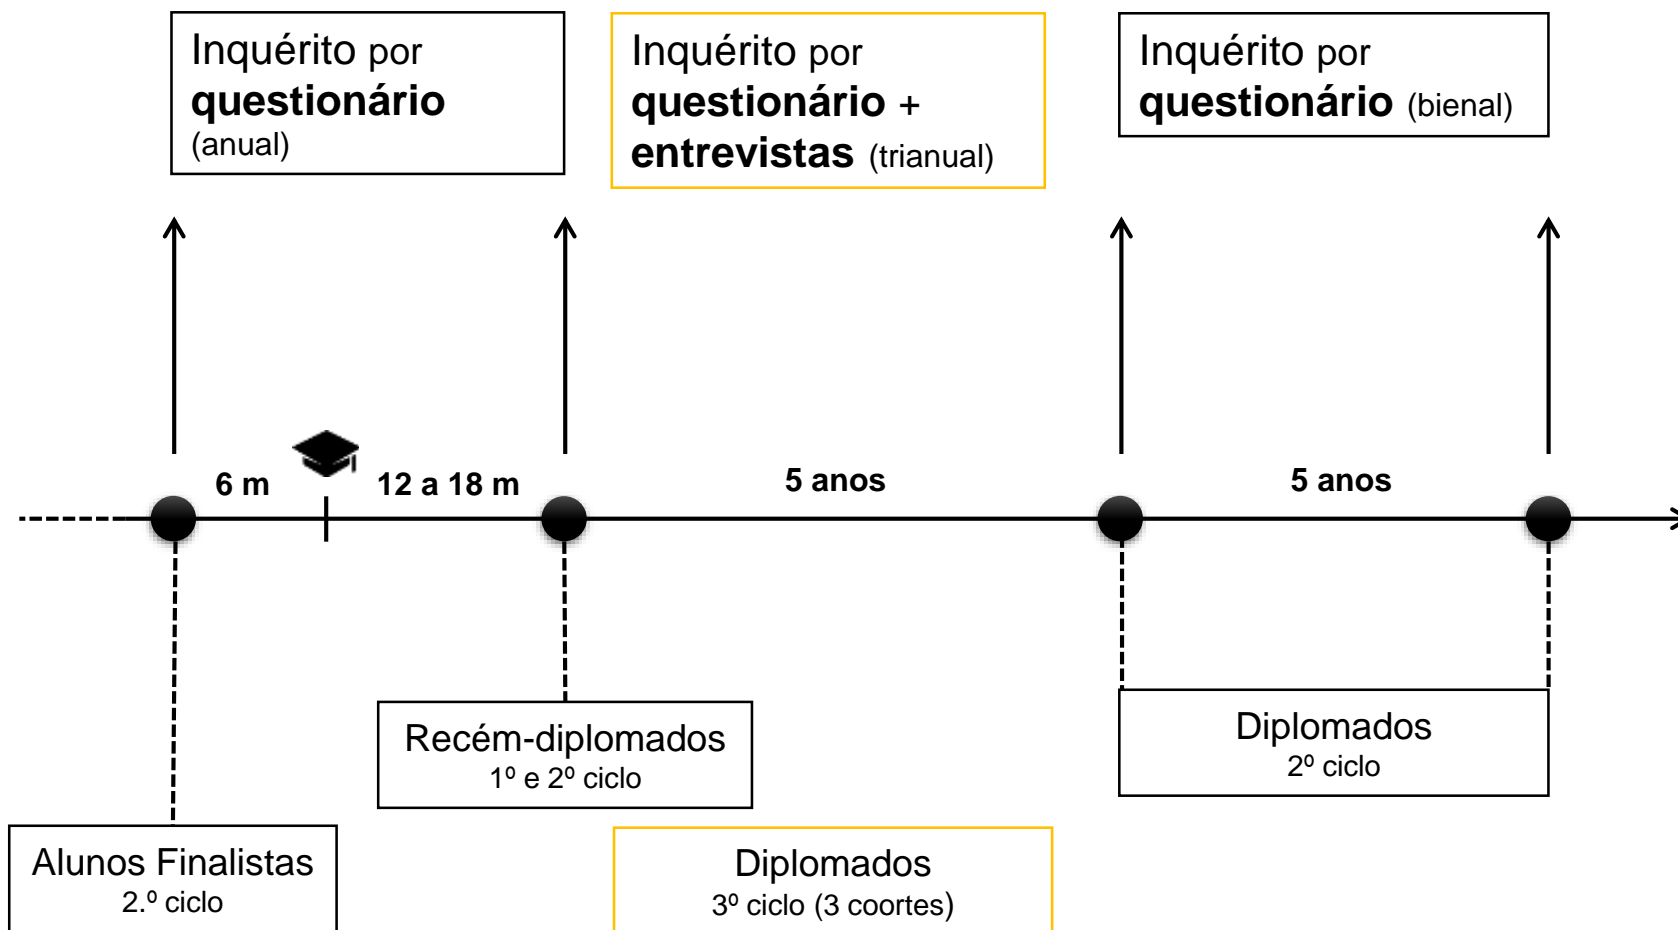 Inquérito por
questionário
(anual)
Inquérito por
questionário +
entrevistas (trianual)
Inquérito por
questionário (bienal)
6 m
12 a 18 m
5 anos
5 anos
Recém-diplomados
1º e 2º ciclo
Diplomados
2º ciclo
Alunos Finalistas
2.º ciclo
Diplomados
3º ciclo (3 coortes)